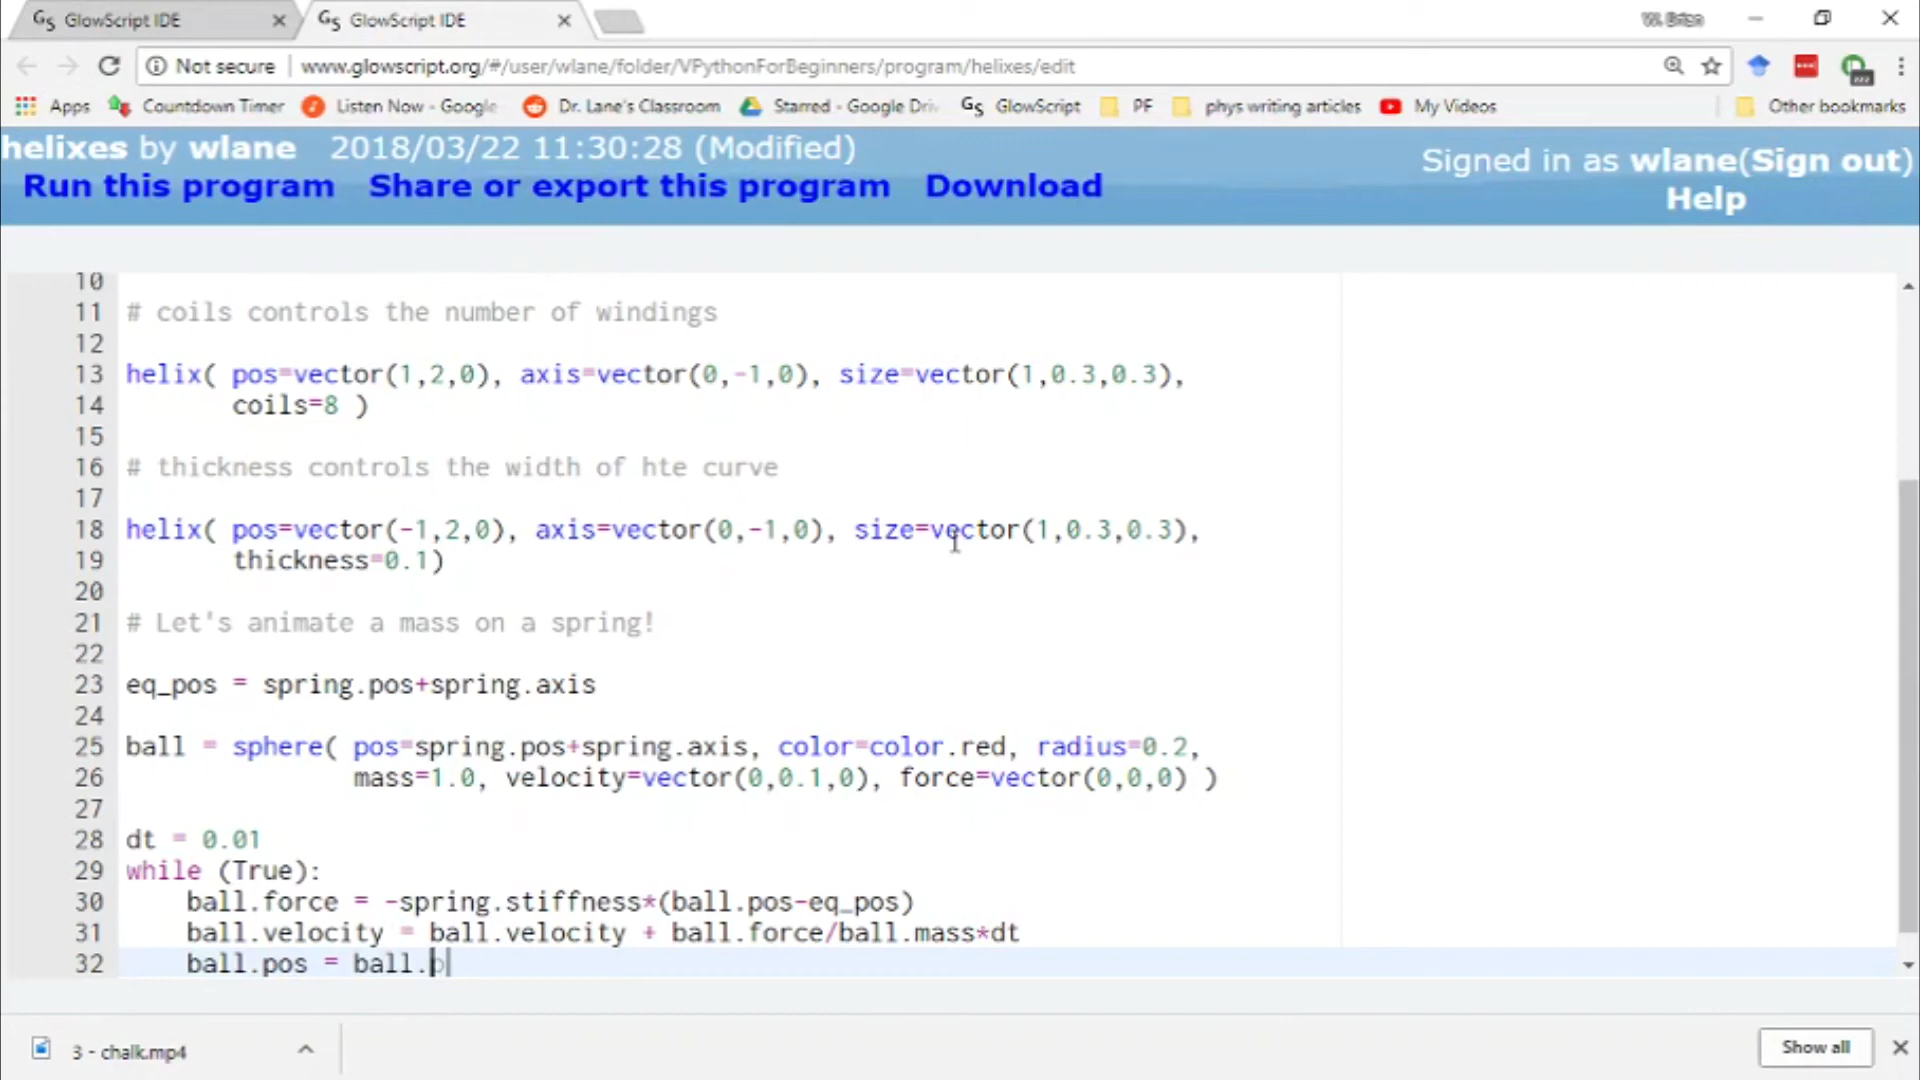 GlowScript IDE
GlowScript IDE
Not secure
www.glowscript.org/#/user/wlane/folder/VPythonForBeginners/program/helixes/edit
Apps Countdown Timer Listen Now - Google Dr. Lane's Classroom Starred - Google Driv GlowScript PF phys writing articles My Videos Other bookmarks
helixes by wlane 2018/03/22 11:30:28 (Modified)
Signed in as wlane(Sign out)
Run this program Share or export this program Download
Help
10
11 # coils controls the number of windings
12
13 helix( pos=vector(1,2,0), axis=vector(0,-1,0), size=vector(1,0.3,0.3),
14 coils=8 )
15
16 # thickness controls the width of hte curve
17
18 helix( pos=vector(-1,2,0), axis=vector(0,-1,0), size=vector(1,0.3,0.3),
19 thickness=0.1)
20
21 # Let's animate a mass on a spring!
22
23 eq_pos = spring.pos+spring.axis
24
25 ball = sphere( pos=spring.pos+spring.axis, color=color.red, radius=0.2,
26 mass=1.0, velocity=vector(0,0.1,0), force=vector(0,0,0) )
27
28 dt = 0.01
29 while (True):
30 ball.force = -spring.stiffness*(ball.pos-eq_pos)
31 ball.velocity = ball.velocity + ball.force/ball.mass*dt
32 ball.pos = ball.p
3 - chalk.mp4
Show all